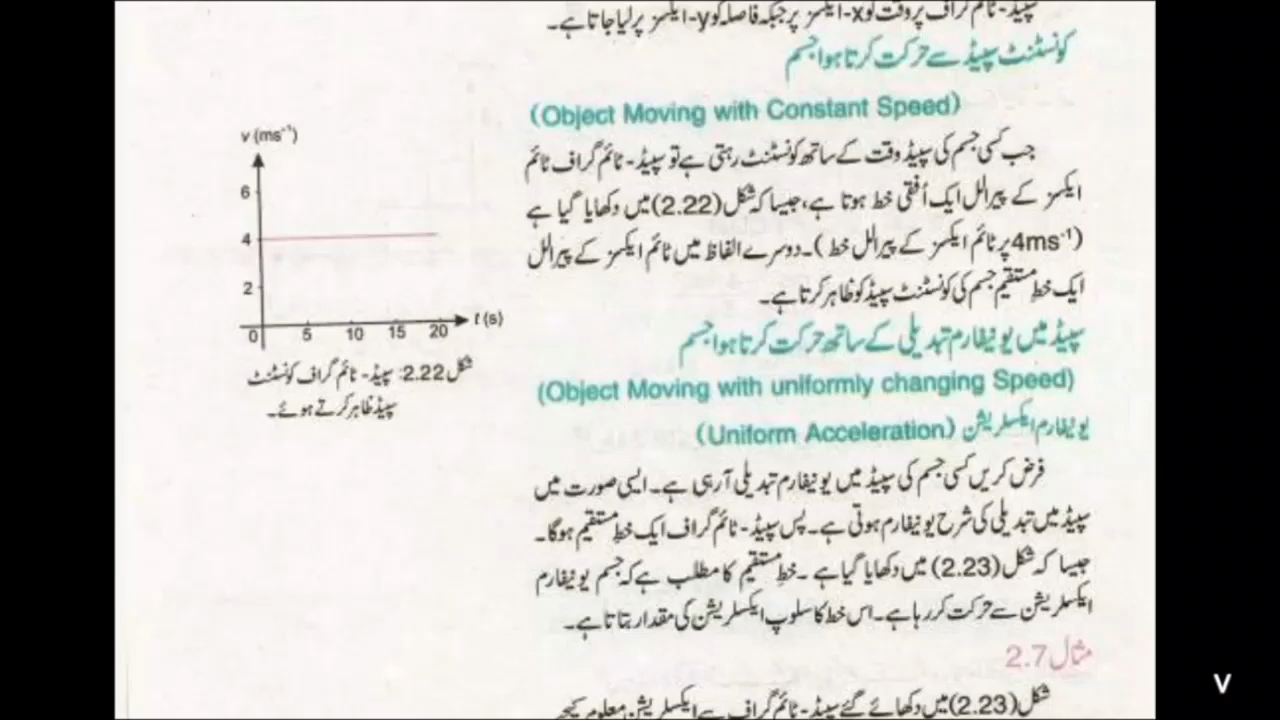 سپیڈ-ٹائم گراف پر وقت کو x-ایکسز پر جبکہ فاصلہ کو y-ایکسز پر لیا جاتا ہے۔
کونسٹنٹ سپیڈ سے حرکت کرتا ہوا جسم
(Object Moving with Constant Speed)
جب کسی جسم کی سپیڈ وقت کے ساتھ کونسٹنٹ رہتی ہے تو سپیڈ-ٹائم گراف ٹائم
ایکسز کے پیرالل ایک اُفقی خط ہوتا ہے، جیسا کہ شکل (2.22) میں دکھایا گیا ہے
(4ms⁻¹ پر ٹائم ایکسز کے پیرالل خط)۔ دوسرے الفاظ میں ٹائم ایکسز کے پیرالل
ایک خطِ مستقیم جسم کی کونسٹنٹ سپیڈ کو ظاہر کرتا ہے۔
سپیڈ میں یونیفارم تبدیلی کے ساتھ حرکت کرتا ہوا جسم
(Object Moving with uniformly changing Speed)
یونیفارم ایکسلریشن (Uniform Acceleration)
فرض کریں کسی جسم کی سپیڈ میں یونیفارم تبدیلی آ رہی ہے۔ ایسی صورت میں
سپیڈ میں تبدیلی کی شرح یونیفارم ہوتی ہے۔ پس سپیڈ-ٹائم گراف ایک خطِ مستقیم ہوگا۔
جیسا کہ شکل (2.23) میں دکھایا گیا ہے۔ خطِ مستقیم کا مطلب ہے کہ جسم یونیفارم
ایکسلریشن سے حرکت کر رہا ہے۔ اس خط کا سلوپ ایکسلریشن کی مقدار بتاتا ہے۔
مثال 2.7
شکل (2.23) میں دکھائے گئے سپیڈ-ٹائم گراف سے ایکسلریشن معلوم کیجیے
v (ms⁻¹)
6
4
2
0 5 10 15 20 t (s)
شکل 2.22: سپیڈ-ٹائم گراف کونسٹنٹ
سپیڈ ظاہر کرتے ہوئے۔
V